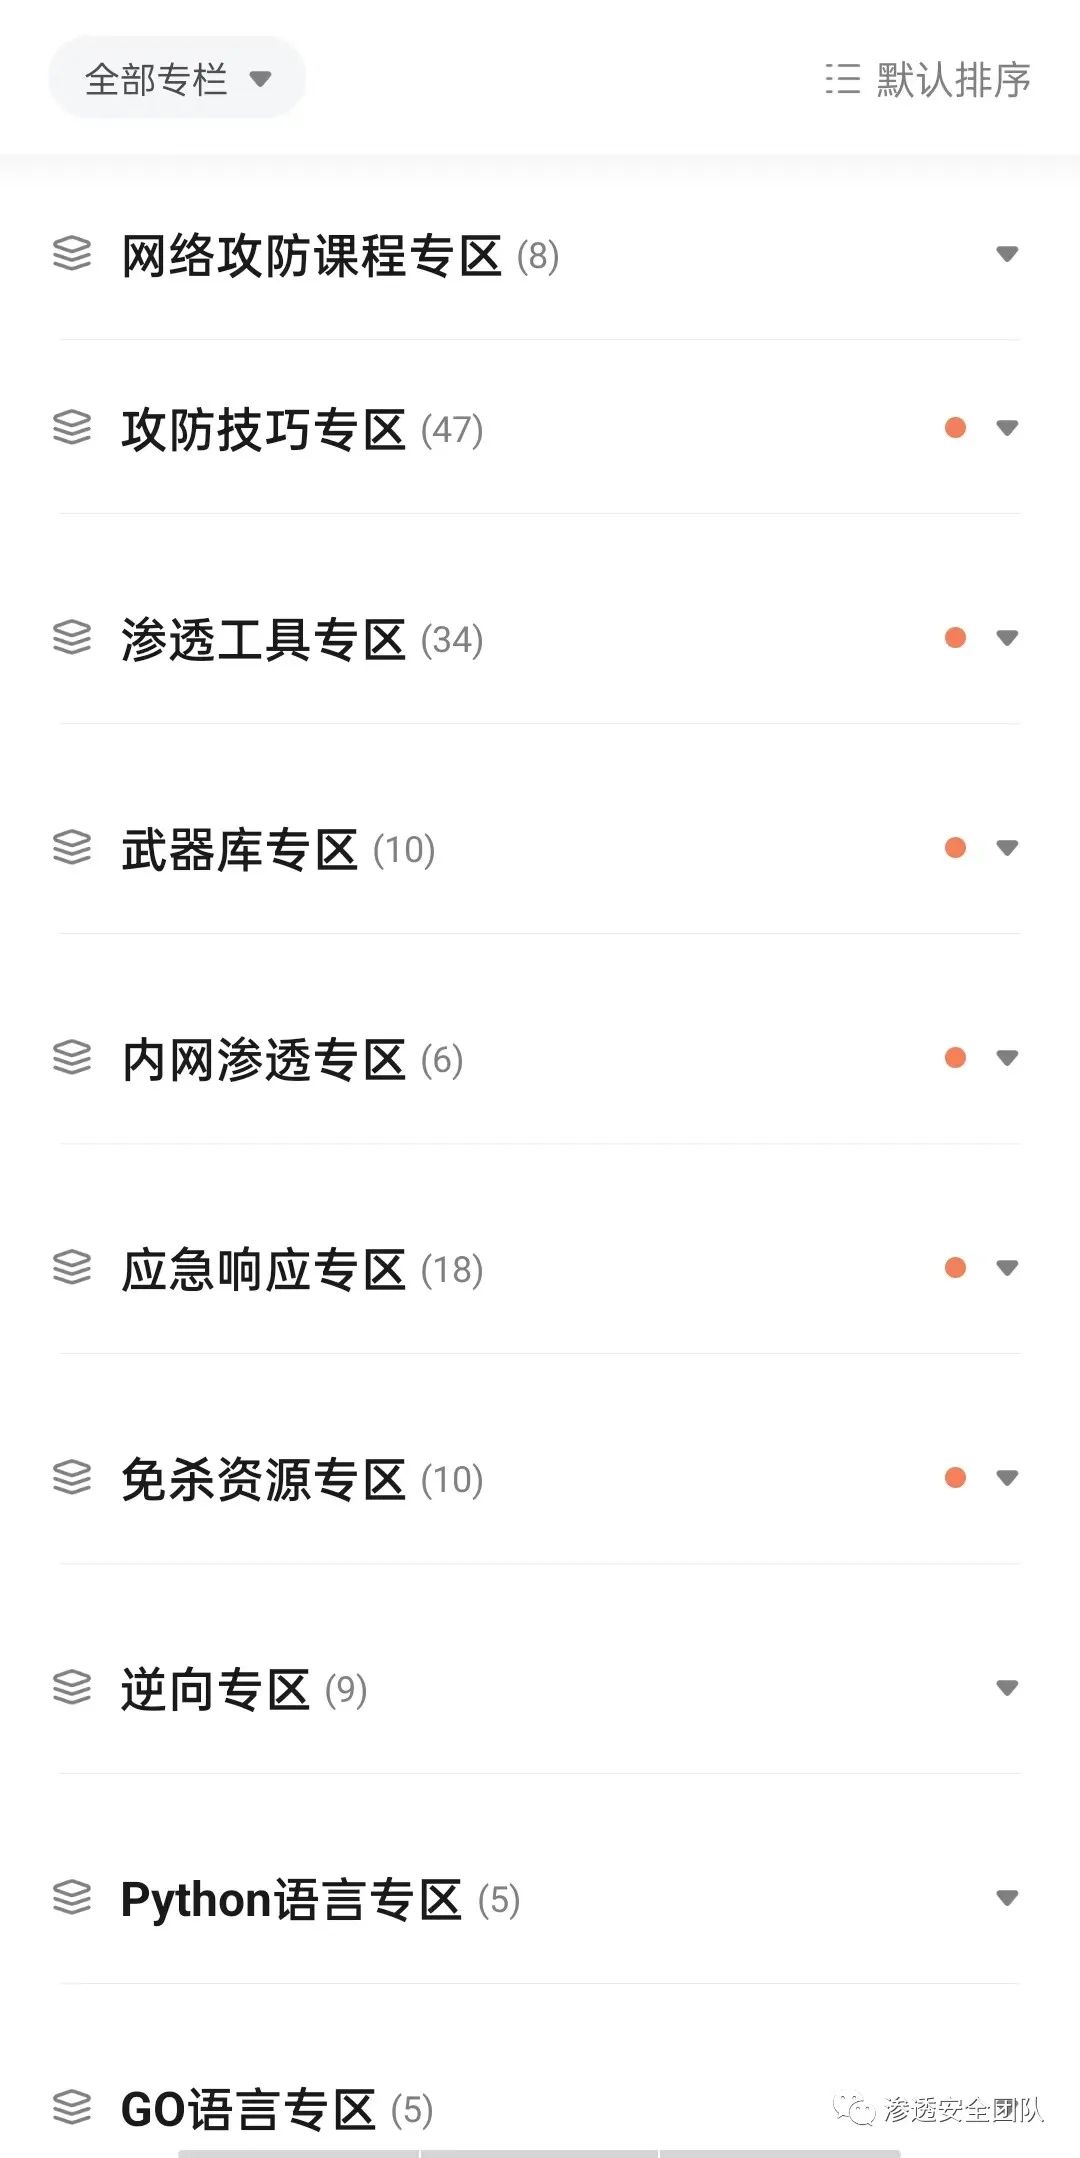 全部专栏
默认排序
网络攻防课程专区 (8)
攻防技巧专区 (47)
渗透工具专区 (34)
武器库专区 (10)
内网渗透专区 (6)
应急响应专区 (18)
免杀资源专区 (10)
逆向专区 (9)
Python语言专区 (5)
GO语言专区 (5)
渗透安全团队